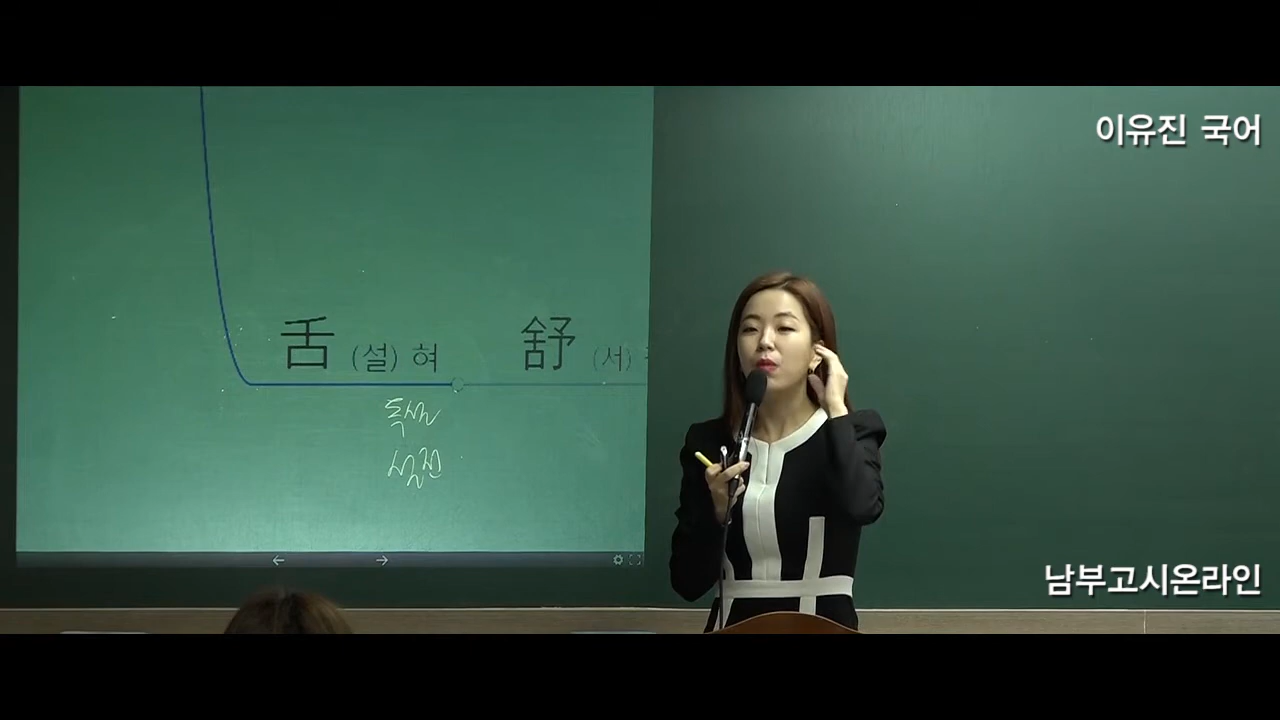 이유진 국어
舌 (설) 혀 舒 (서)
독설
설전
남부고시온라인